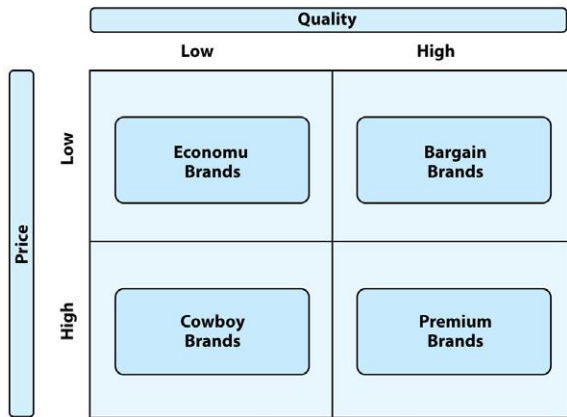 Quality
Low High
Low
Economu
Brands
Bargain
Brands
Price
High
Cowboy
Brands
Premium
Brands